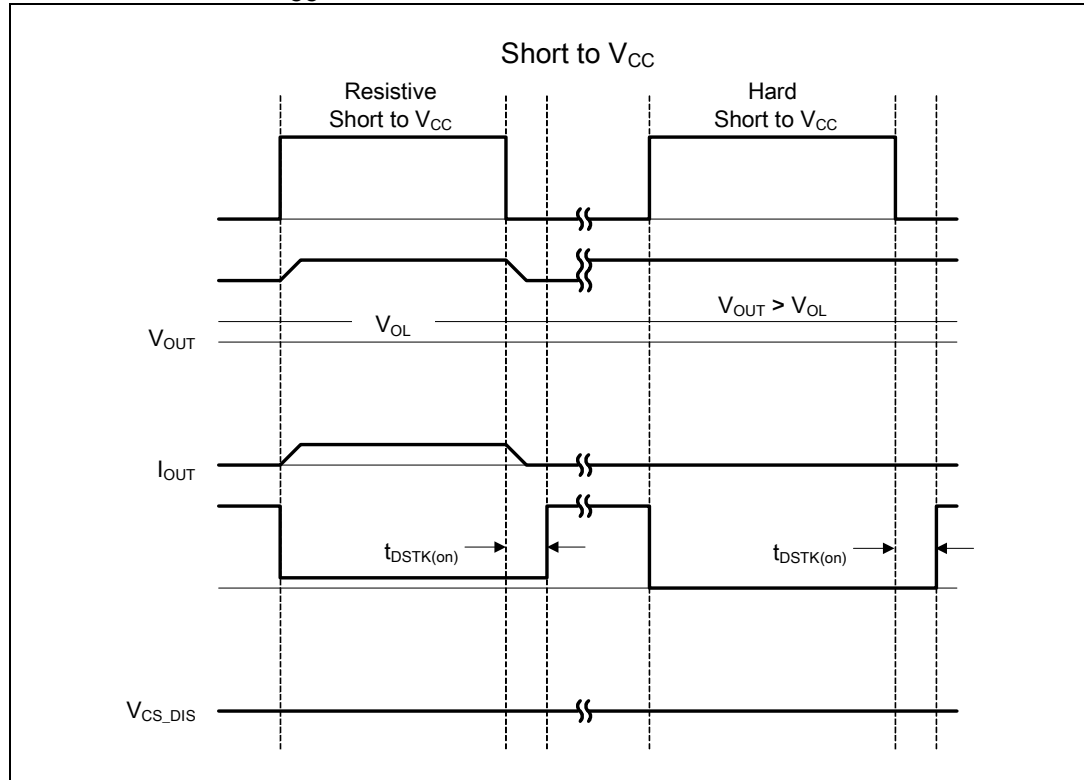 Short to VCC
Resistive
Short to VCC
Hard
Short to VCC
VOL
VOUT > VOL
VOUT
IOUT
tDSTK(on)
tDSTK(on)
VCS_DIS